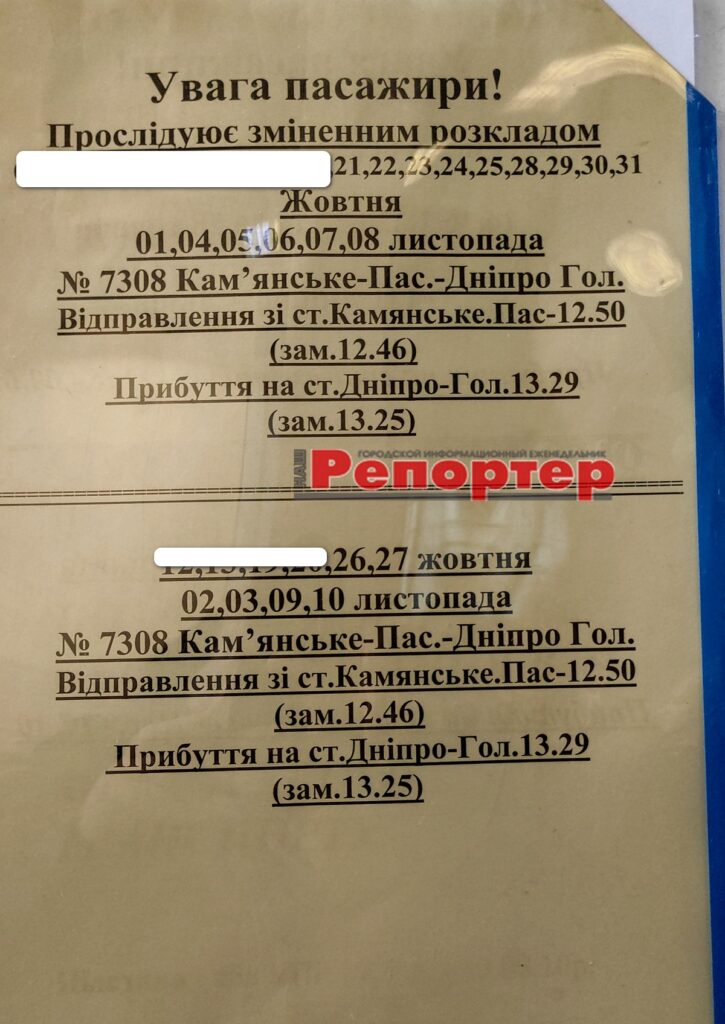 Увага пасажири!
Прослідуює зміненним розкладом
,21,22,23,24,25,28,29,30,31
Жовтня
01,04,05,06,07,08 листопада
№ 7308 Кам’янське-Пас.-Дніпро Гол.
Відправлення зі ст.Камянське.Пас-12.50
(зам.12.46)
Прибуття на ст.Дніпро-Гол.13.29
(зам.13.25)
ГОРОДСКОЙ ИНФОРМАЦИОННЫЙ ЕЖЕНЕДЕЛЬНИК
НАШ Репортер
,26,27 жовтня
02,03,09,10 листопада
№ 7308 Кам’янське-Пас.-Дніпро Гол.
Відправлення зі ст.Камянське.Пас-12.50
(зам.12.46)
Прибуття на ст.Дніпро-Гол.13.29
(зам.13.25)